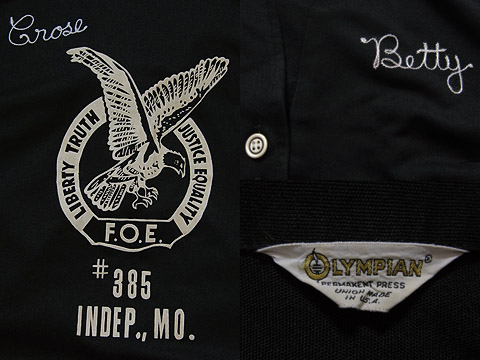 Crose
LIBERTY TRUTH
JUSTICE EQUALITY
F.O.E.
#385
INDEP., MO.
Betty
OLYMPIAN®
PERMANENT PRESS
UNION MADE
IN U.S.A.